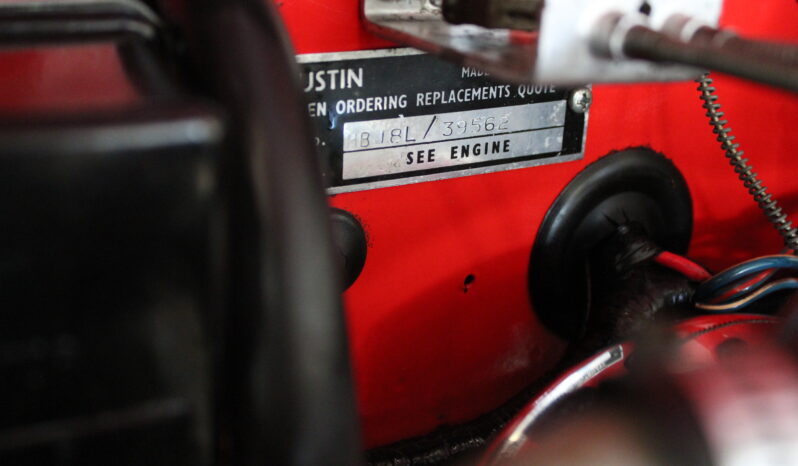 USTIN MADE
EN ORDERING REPLACEMENTS QUOTE
HBJ8L/39562
SEE ENGINE